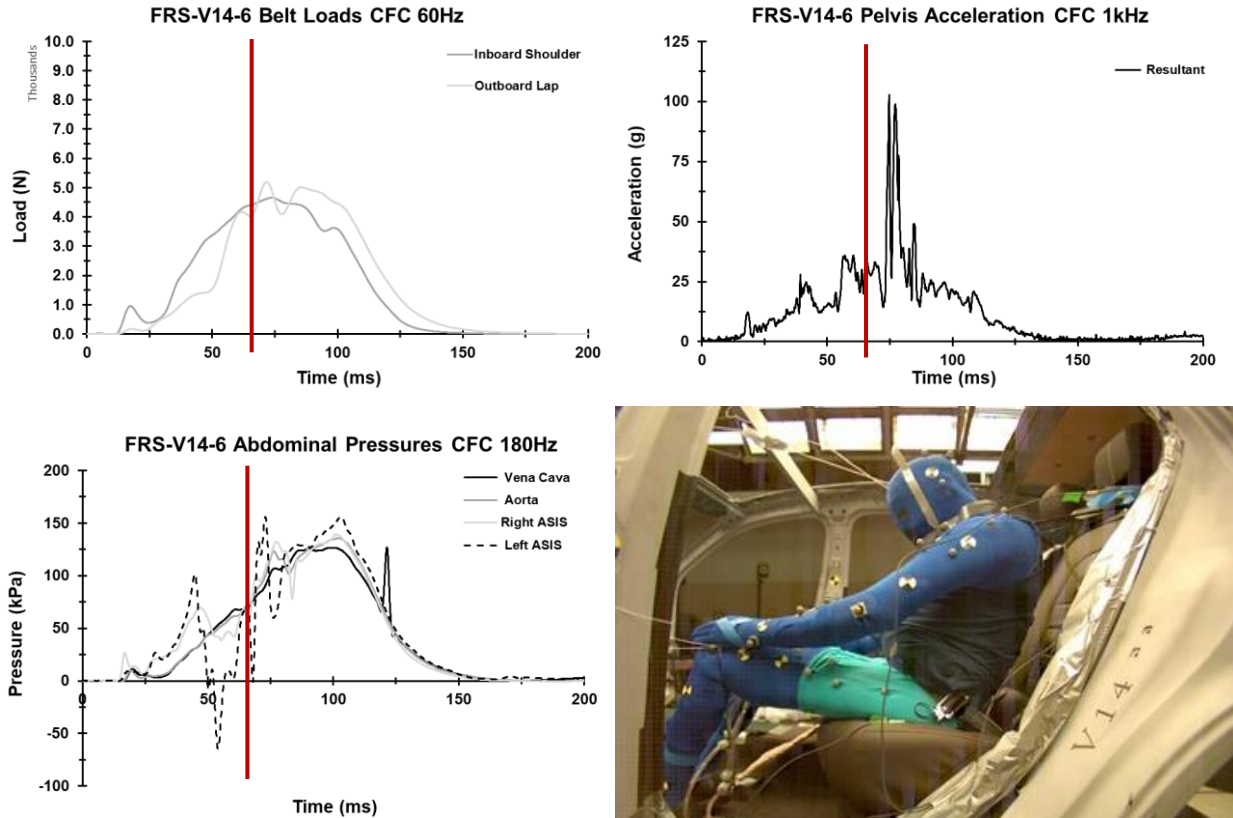 FRS-V14-6 Belt Loads CFC 60Hz
Thousands
Load (N)
10.0
9.0
8.0
7.0
6.0
5.0
4.0
3.0
2.0
1.0
0.0
0
50
100
150
200
Time (ms)
Inboard Shoulder
Outboard Lap
FRS-V14-6 Pelvis Acceleration CFC 1kHz
Acceleration (g)
125
100
75
50
25
0
0
50
100
150
200
Time (ms)
Resultant
FRS-V14-6 Abdominal Pressures CFC 180Hz
Pressure (kPa)
200
150
100
50
0
-50
-100
0
50
100
150
200
Time (ms)
Vena Cava
Aorta
Right ASIS
Left ASIS
V14 a a